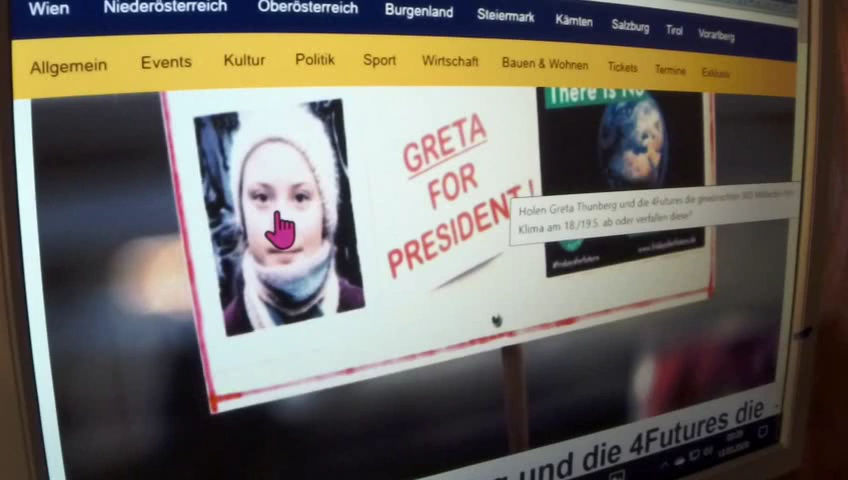 Wien Niederösterreich Oberösterreich Burgenland Steiermark Kärnten Salzburg Tirol Vorarlberg
Allgemein Events Kultur Politik Sport Wirtschaft Bauen & Wohnen Tickets Termine Exklusiv
There is No
GRETA
FOR
PRESIDENT!
Holen Greta Thunberg und die 4Futures die
Klima am 18./19.5. ab oder verfallen diese?
und die 4Futures die